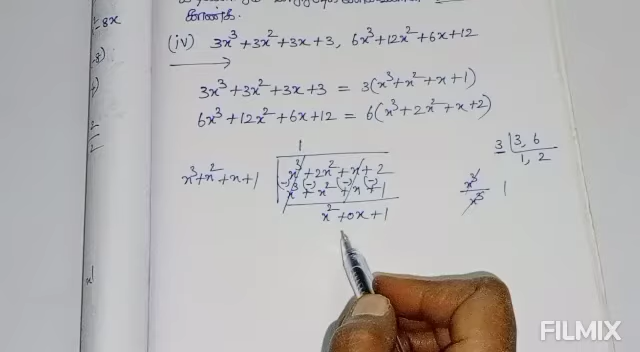 காண்க.
= 8x
(iv) 3x³+3x²+3x+3, 6x³+12x²+6x+12
3x³+3x²+3x+3 = 3(x³+x²+x+1)
6x³+12x²+6x+12 = 6(x³+2x²+x+2)
1
x³+x²+x+1 x³+2x²+x+2
(-) (-) (-) (-)
x³+x²+x+1
x²+0x+1
3 | 3, 6
1, 2
x³
x³
1
FILMIX